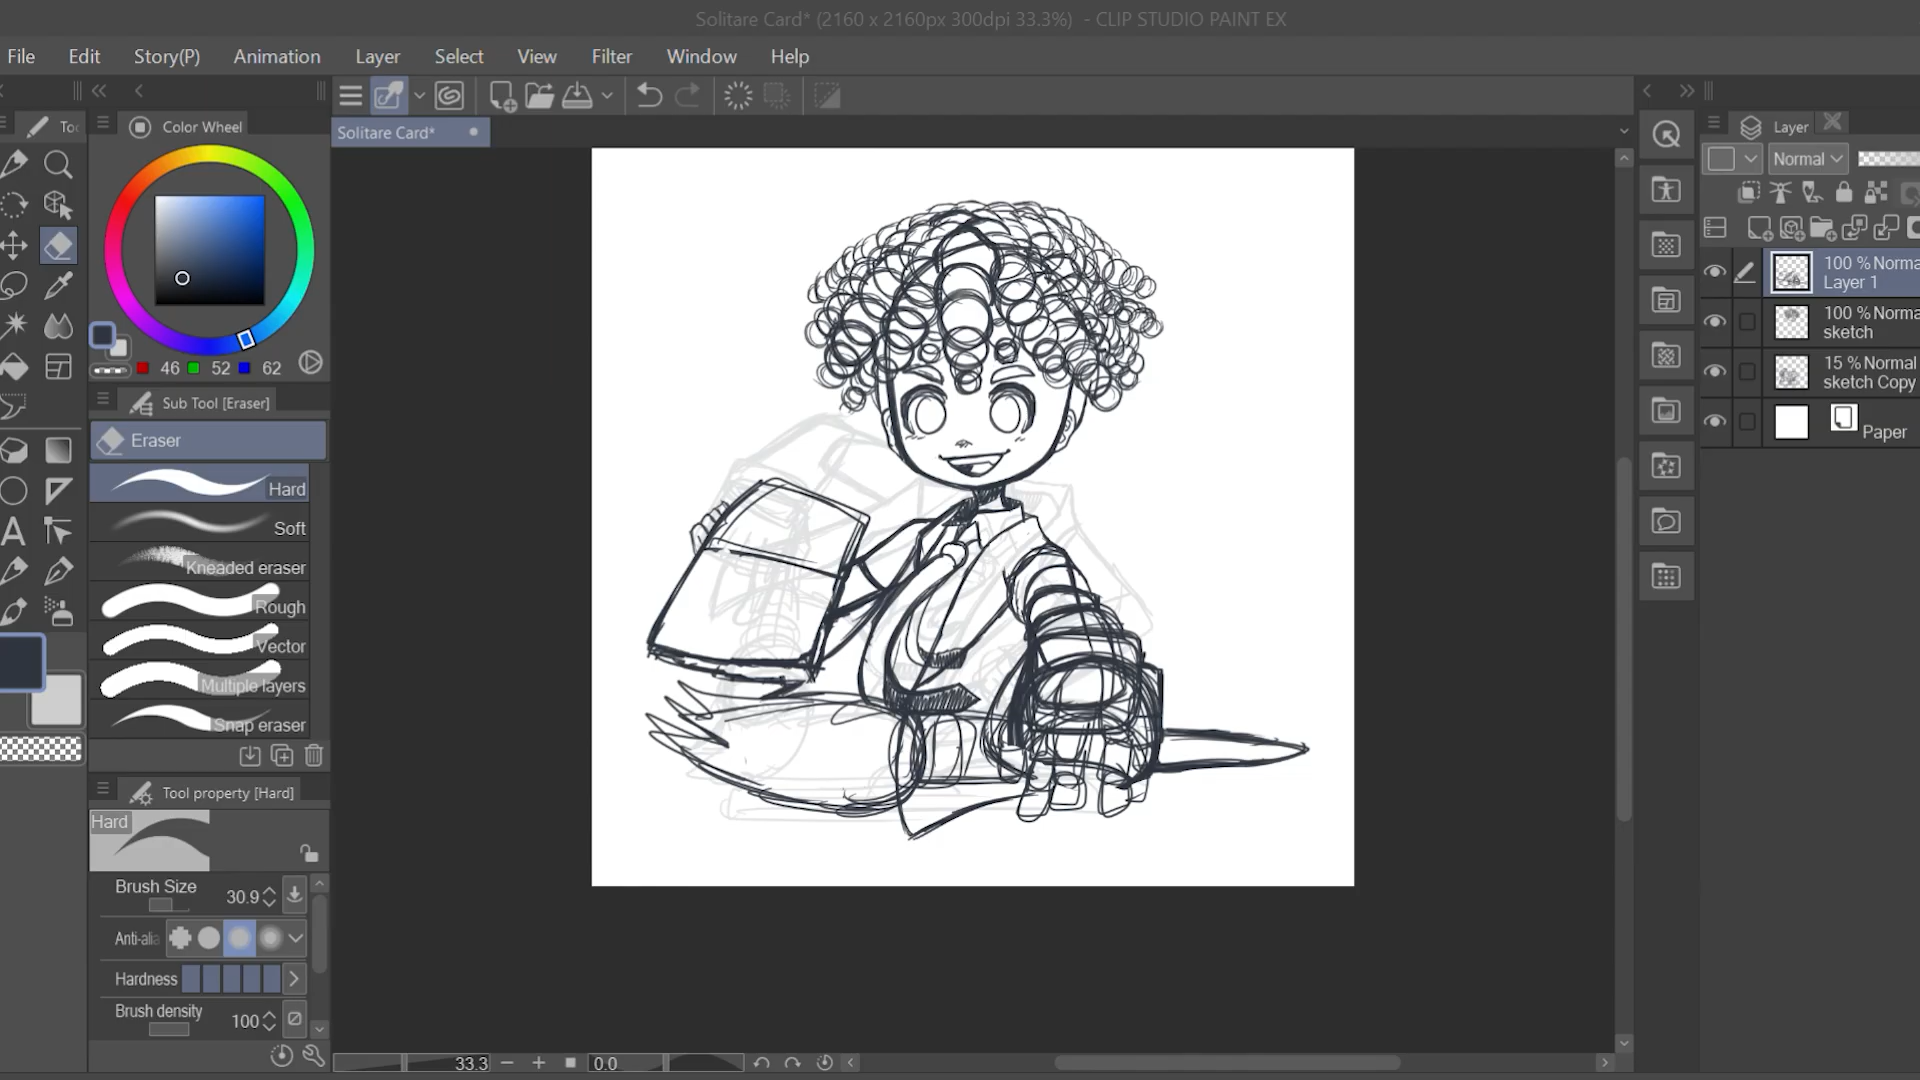 Solitare Card* (2160 x 2160px 300dpi 33.3%) - CLIP STUDIO PAINT EX
File Edit Story(P) Animation Layer Select View Filter Window Help
Color Wheel
Solitare Card*
46 52 62
Sub Tool [Eraser]
Eraser
Hard
Soft
Kneaded eraser
Rough
Vector
Multiple layers
Snap eraser
Tool property [Hard]
Hard
Brush Size 30.9
Anti-alia
Hardness
Brush density 100
33.3
0.0
Layer
Normal
100 % Norma
Layer 1
100 % Norma
sketch
15 % Normal
sketch Copy
Paper